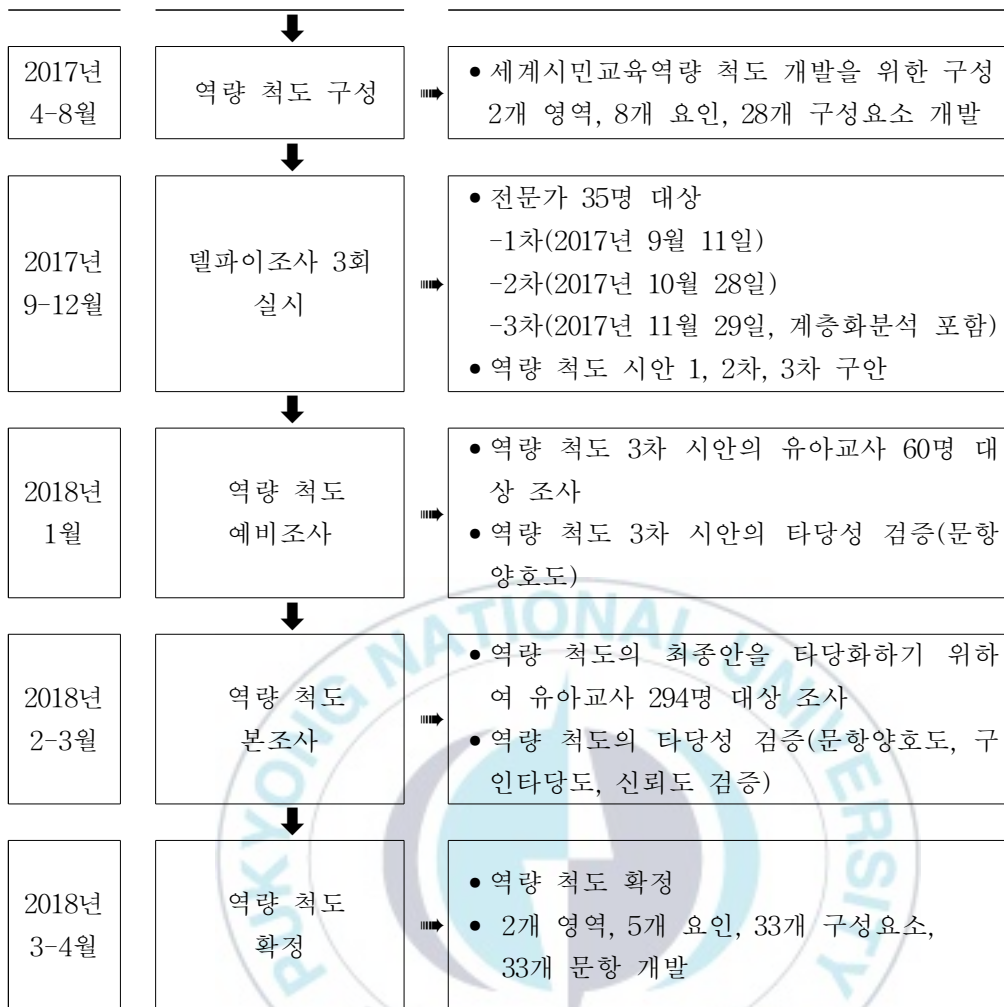 2017년
4-8월
역량 척도 구성
• 세계시민교육역량 척도 개발을 위한 구성
2개 영역, 8개 요인, 28개 구성요소 개발
2017년
9-12월
델파이조사 3회
실시
• 전문가 35명 대상
-1차(2017년 9월 11일)
-2차(2017년 10월 28일)
-3차(2017년 11월 29일, 계층화분석 포함)
• 역량 척도 시안 1, 2차, 3차 구안
2018년
1월
역량 척도
예비조사
• 역량 척도 3차 시안의 유아교사 60명 대
상 조사
• 역량 척도 3차 시안의 타당성 검증(문항
양호도)
2018년
2-3월
역량 척도
본조사
• 역량 척도의 최종안을 타당화하기 위하
여 유아교사 294명 대상 조사
• 역량 척도의 타당성 검증(문항양호도, 구
인타당도, 신뢰도 검증)
2018년
3-4월
역량 척도
확정
• 역량 척도 확정
• 2개 영역, 5개 요인, 33개 구성요소,
33개 문항 개발
PUKYONG NATIONAL UNIVERSITY